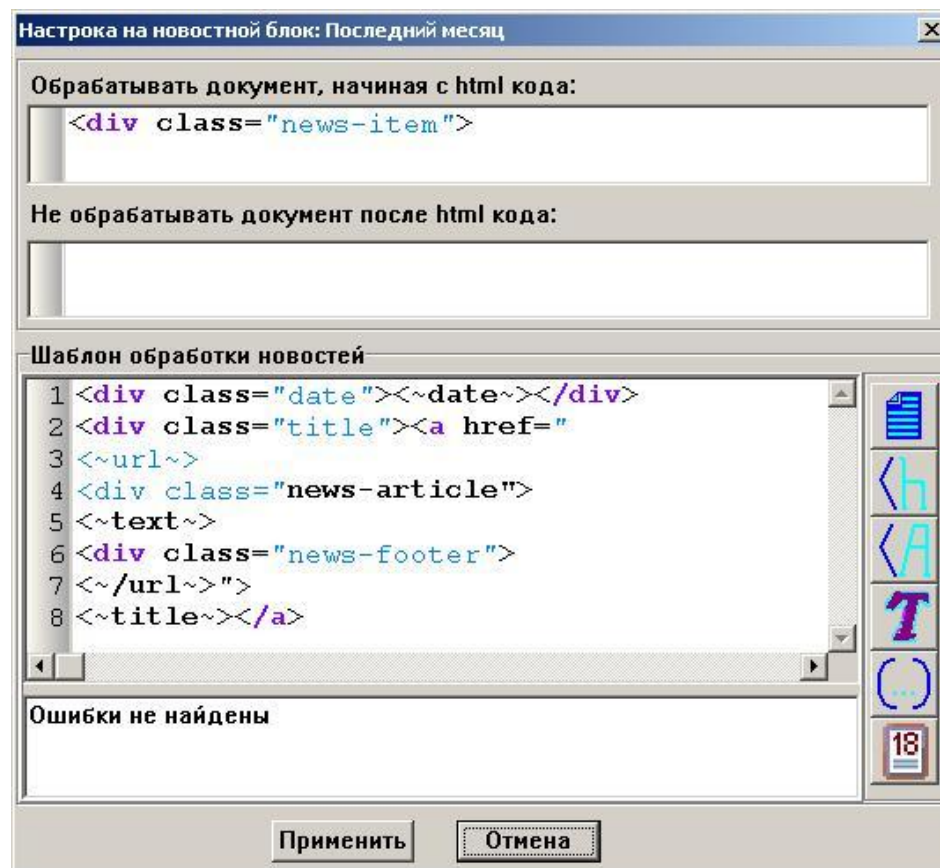 Настрока на новостной блок: Последний месяц
Обрабатывать документ, начиная с html кода:
<div class="news-item">
Не обрабатывать документ после html кода:
Шаблон обработки новостей
1 <div class="date"><~date~></div>
2 <div class="title"><a href="
3 <~url~>
4 <div class="news-article">
5 <~text~>
6 <div class="news-footer">
7 <~/url~>">
8 <~title~></a>
<h
<A
T
(...)
18
Ошибки не найдены
Применить
Отмена